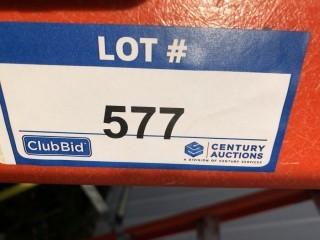 LOT #
577
ClubBid
CENTURY
AUCTIONS
A DIVISION OF CENTURY SERVICES